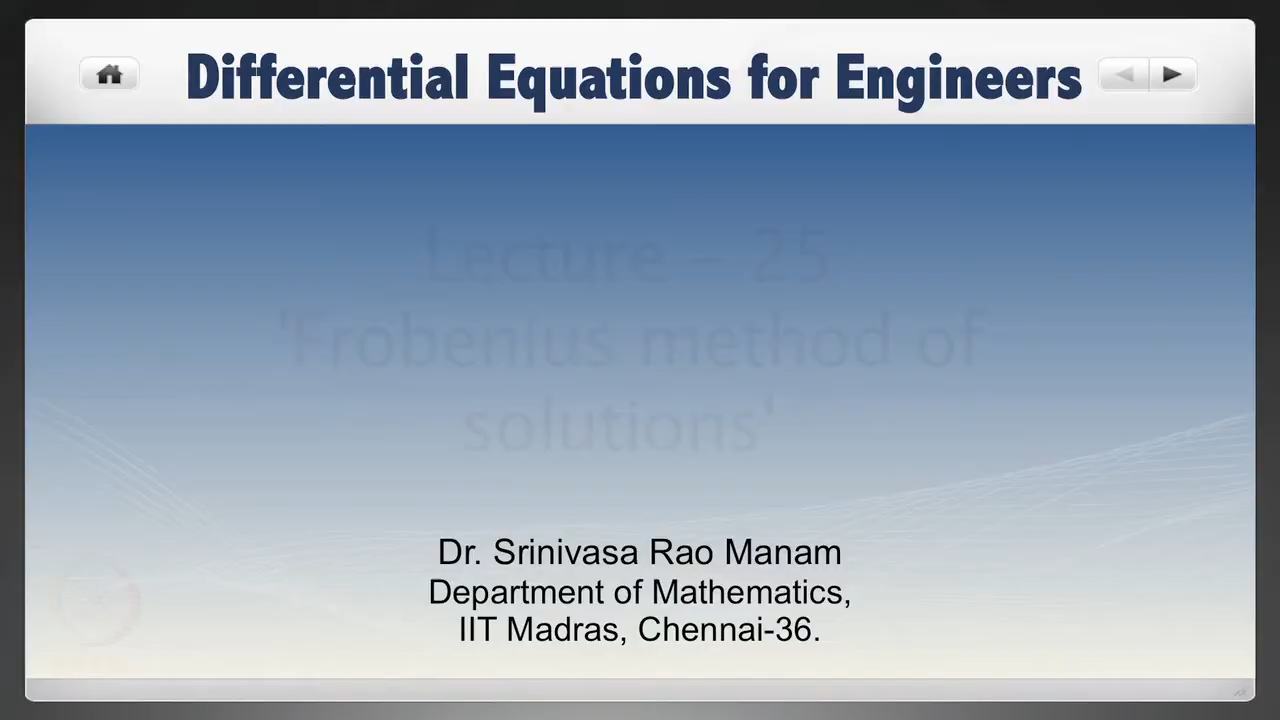 Differential Equations for Engineers
Lecture – 25
'Frobenius method of
solutions'
Dr. Srinivasa Rao Manam
Department of Mathematics,
IIT Madras, Chennai-36.